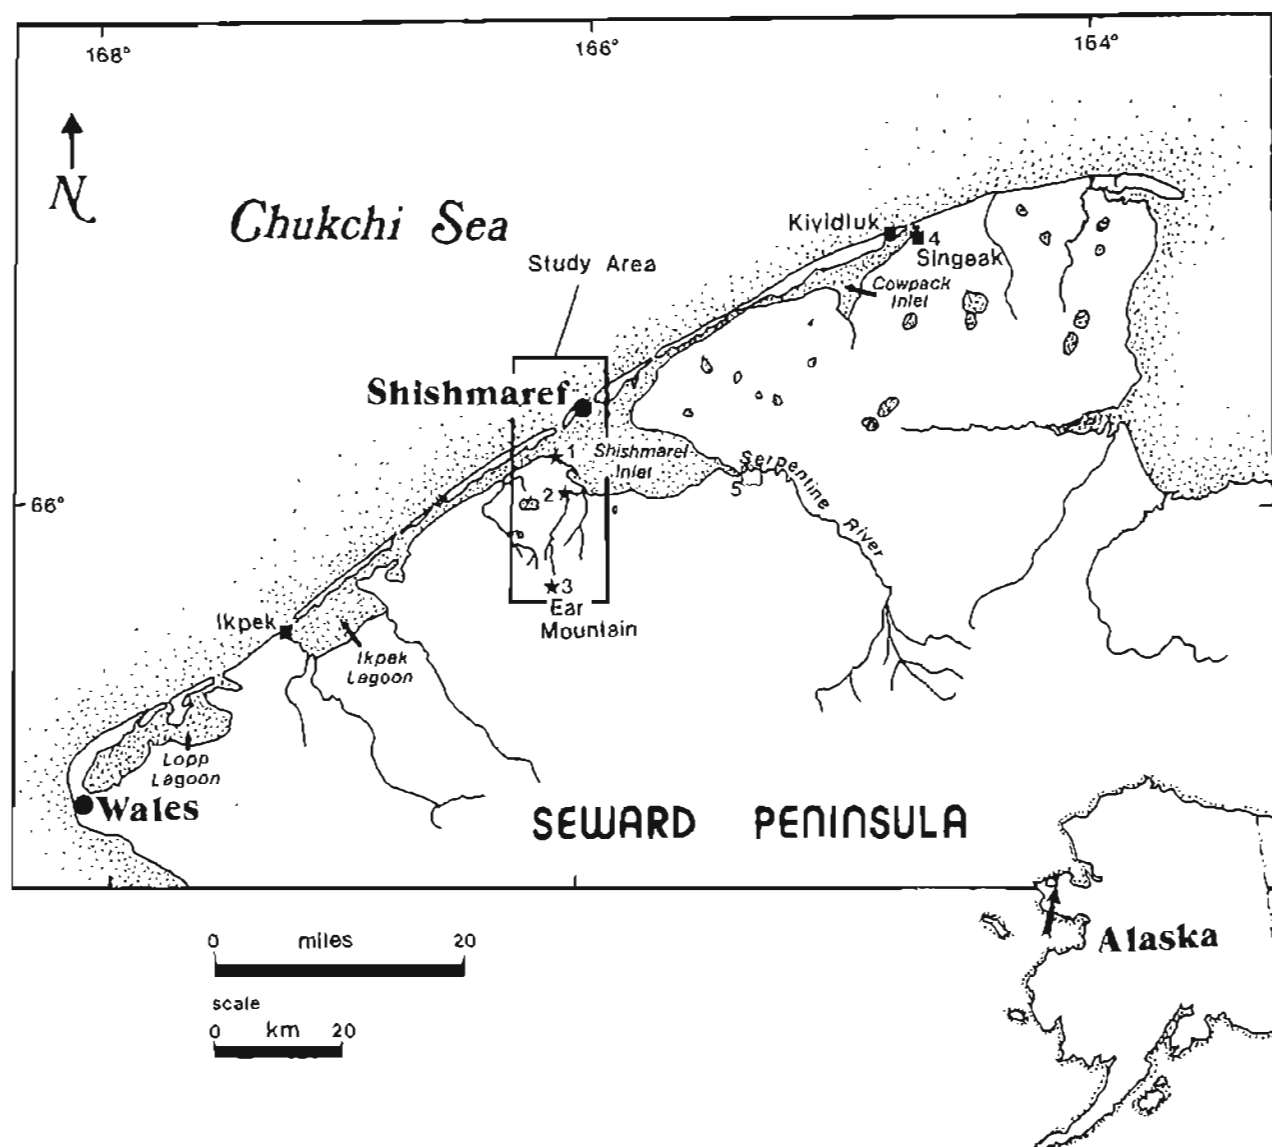 168°
166°
164°
N
Chukchi Sea
Study Area
Kividluk
4
Singeak
Cowpack
Inlet
Shishmaref
1
Shishmaref
Inlet
Serpentine River
5
2
66°
3
Ear
Mountain
Ikpek
Ikpek
Lagoon
Lopp
Lagoon
Wales
SEWARD PENINSULA
Alaska
0 miles 20
scale
0 km 20